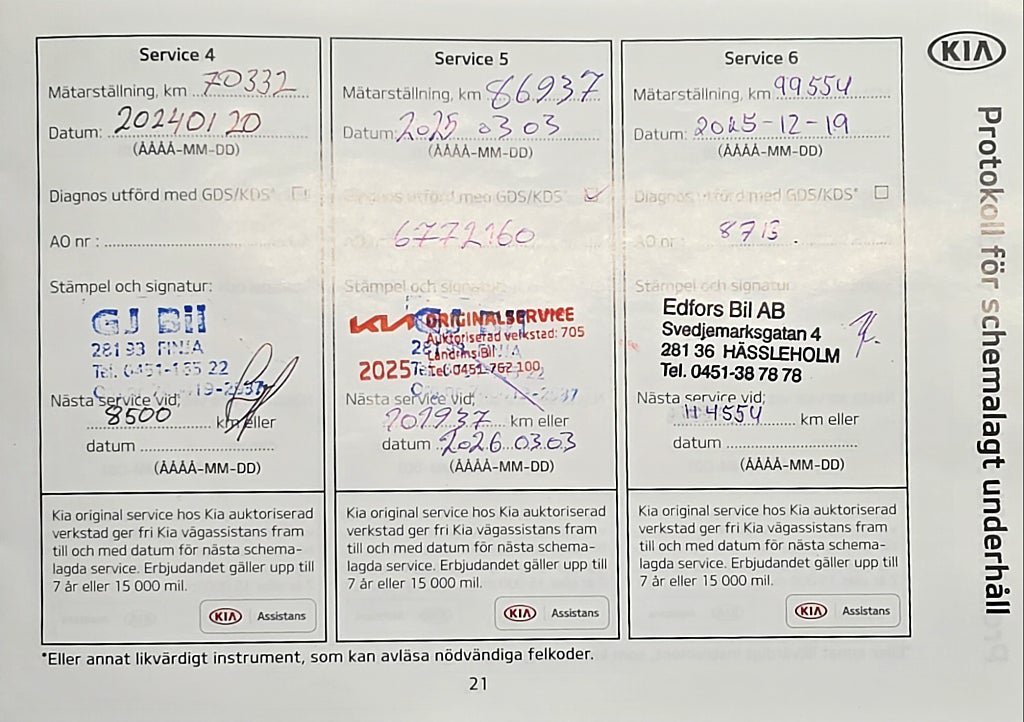 Service 4
Mätarställning, km 70332
Datum: 20240120
(ÅÅÅÅ-MM-DD)
Diagnos utförd med GDS/KDS*
AO nr :
Stämpel och signatur:
GJ Bil
281 93 FINJA
Tel. 0451-155 22
Nästa service vid;
8500 km eller
datum
(ÅÅÅÅ-MM-DD)
Kia original service hos Kia auktoriserad
verkstad ger fri Kia vägassistans fram
till och med datum för nästa schema-
lagda service. Erbjudandet gäller upp till
7 år eller 15 000 mil.
KIA Assistans
Service 5
Mätarställning, km 86937
Datum: 2025 03 03
(ÅÅÅÅ-MM-DD)
Diagnos utförd med GDS/KDS*
AO nr : 6772160
Stämpel och signatur:
KIA ORIGINALSERVICE
Auktoriserad verkstad: 705
Landrins Bil
2025 Tel 0451-762 100
Nästa service vid;
101937 km eller
datum 2026.03.03
(ÅÅÅÅ-MM-DD)
Kia original service hos Kia auktoriserad
verkstad ger fri Kia vägassistans fram
till och med datum för nästa schema-
lagda service. Erbjudandet gäller upp till
7 år eller 15 000 mil.
KIA Assistans
Service 6
Mätarställning, km 99554
Datum: 2025-12-19
(ÅÅÅÅ-MM-DD)
Diagnos utförd med GDS/KDS*
AO nr : 8713
Stämpel och signatur
Edfors Bil AB
Svedjemarksgatan 4
281 36 HÄSSLEHOLM
Tel. 0451-38 78 78
Nästa service vid;
114554 km eller
datum
(ÅÅÅÅ-MM-DD)
Kia original service hos Kia auktoriserad
verkstad ger fri Kia vägassistans fram
till och med datum för nästa schema-
lagda service. Erbjudandet gäller upp till
7 år eller 15 000 mil.
KIA Assistans
*Eller annat likvärdigt instrument, som kan avläsa nödvändiga felkoder.
21
KIA
Protokoll för schemalagt underhåll